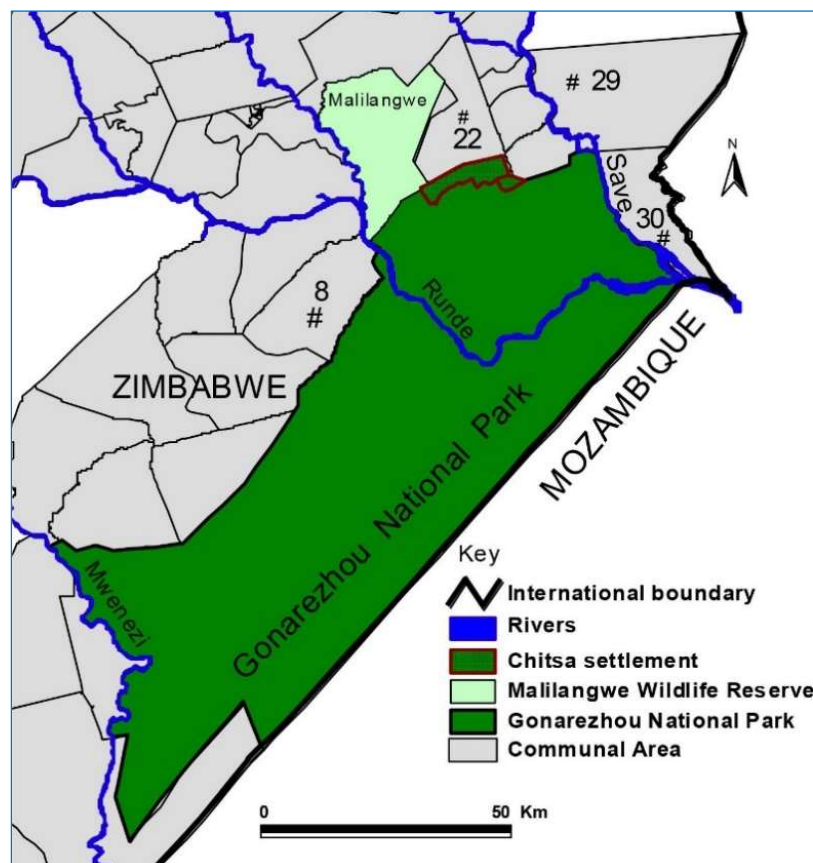 Malilangwe
# 29
#
22
N
Save
30
#
8
#
Runde
ZIMBABWE
MOZAMBIQUE
Gonarezhou National Park
Mwenezi
Key
International boundary
Rivers
Chitsa settlement
Malilangwe Wildlife Reserve
Gonarezhou National Park
Communal Area
0 50 Km